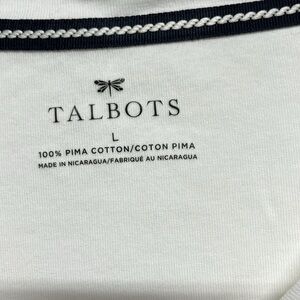 TALBOTS
L
100% PIMA COTTON/COTON PIMA
MADE IN NICARAGUA/FABRIQUÉ AU NICARAGUA